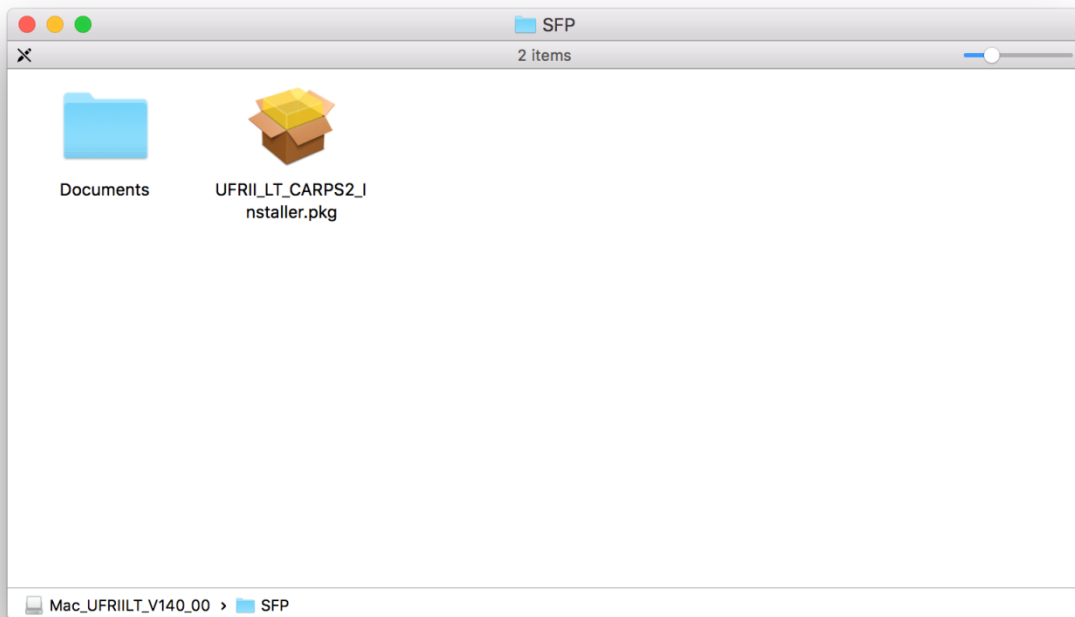 SFP
2 items
Documents
UFRII_LT_CARPS2_I
nstaller.pkg
Mac_UFRIILT_V140_00 › SFP